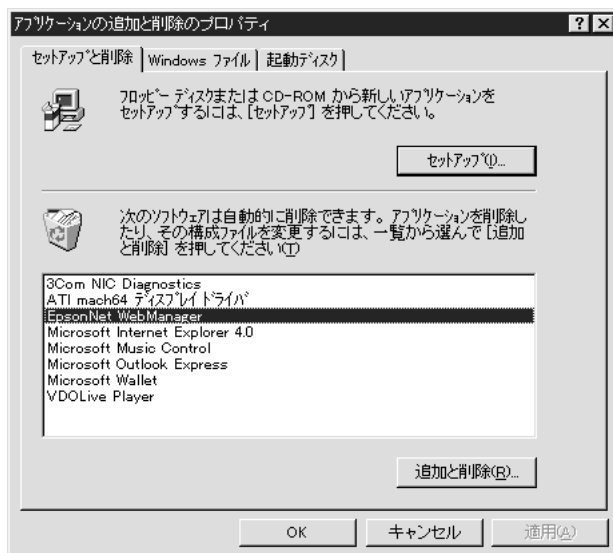 アプリケーションの追加と削除のプロパティ
セットアップと削除
Windows ファイル
起動ディスク
フロッピー ディスクまたは CD-ROM から新しいアプリケーションを
セットアップするには、[セットアップ] を押してください。
セットアップ(I)...
次のソフトウェアは自動的に削除できます。アプリケーションを削除し
たり、その構成ファイルを変更するには、一覧から選んで [追加
と削除] を押してください(T)
3Com NIC Diagnostics
ATI mach64 ディスプレイ ドライバ
EpsonNet WebManager
Microsoft Internet Explorer 4.0
Microsoft Music Control
Microsoft Outlook Express
Microsoft Wallet
VDOLive Player
追加と削除(R)...
OK
キャンセル
適用(A)